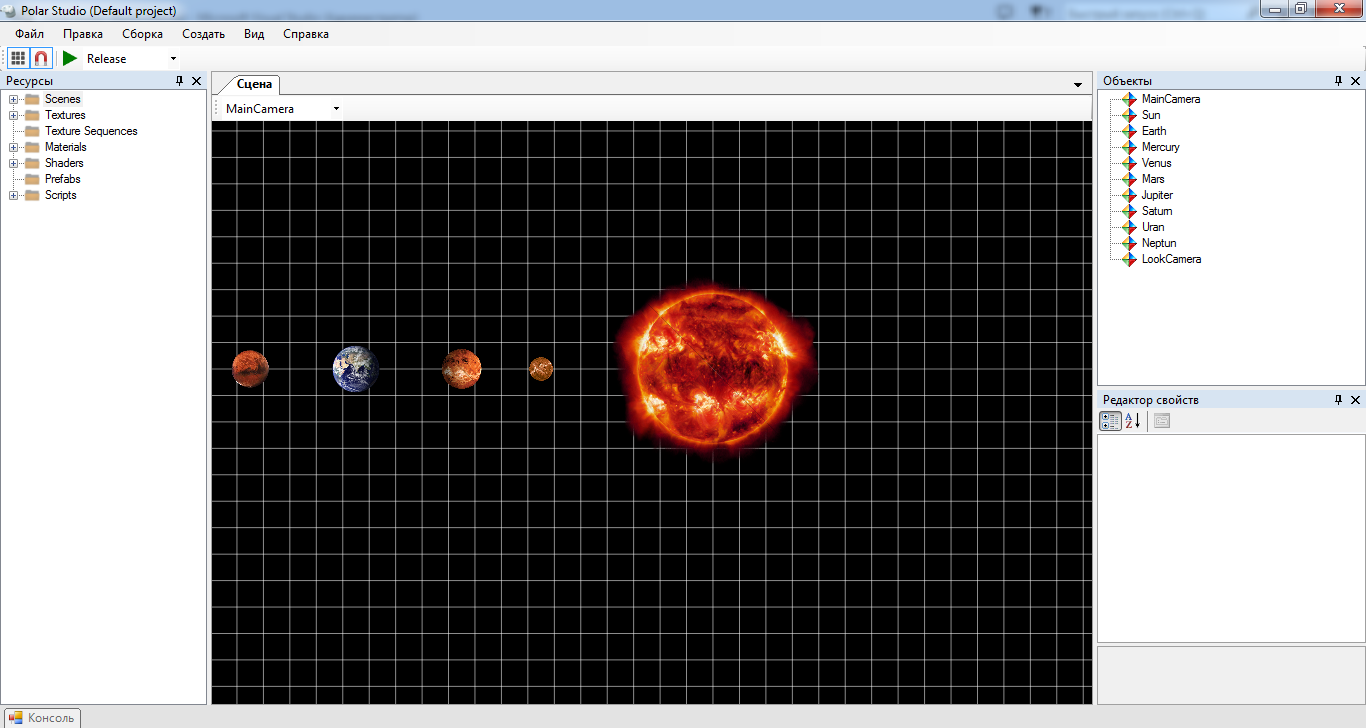 Polar Studio (Default project)
Файл Правка Сборка Создать Вид Справка
Release
Ресурсы
Scenes
Textures
Texture Sequences
Materials
Shaders
Prefabs
Scripts
Сцена
MainCamera
Объекты
MainCamera
Sun
Earth
Mercury
Venus
Mars
Jupiter
Saturn
Uran
Neptun
LookCamera
Редактор свойств
Консоль